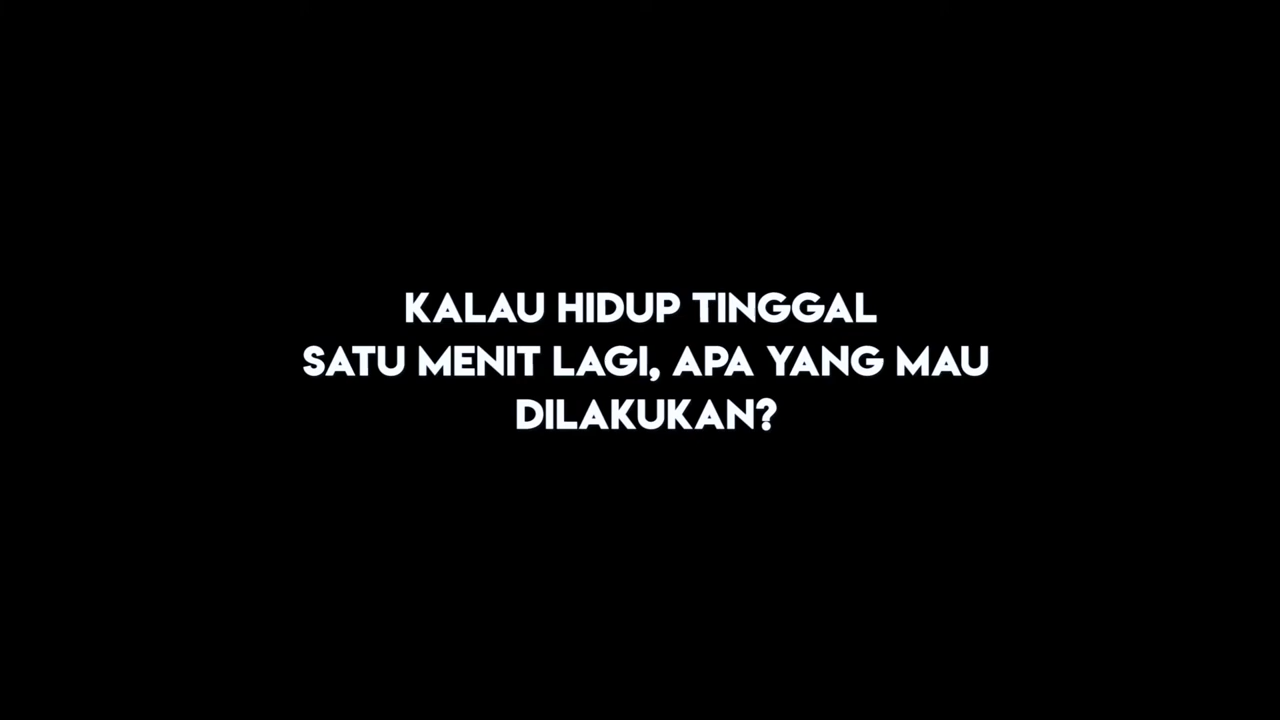 KALAU HIDUP TINGGAL
SATU MENIT LAGI, APA YANG MAU
DILAKUKAN?